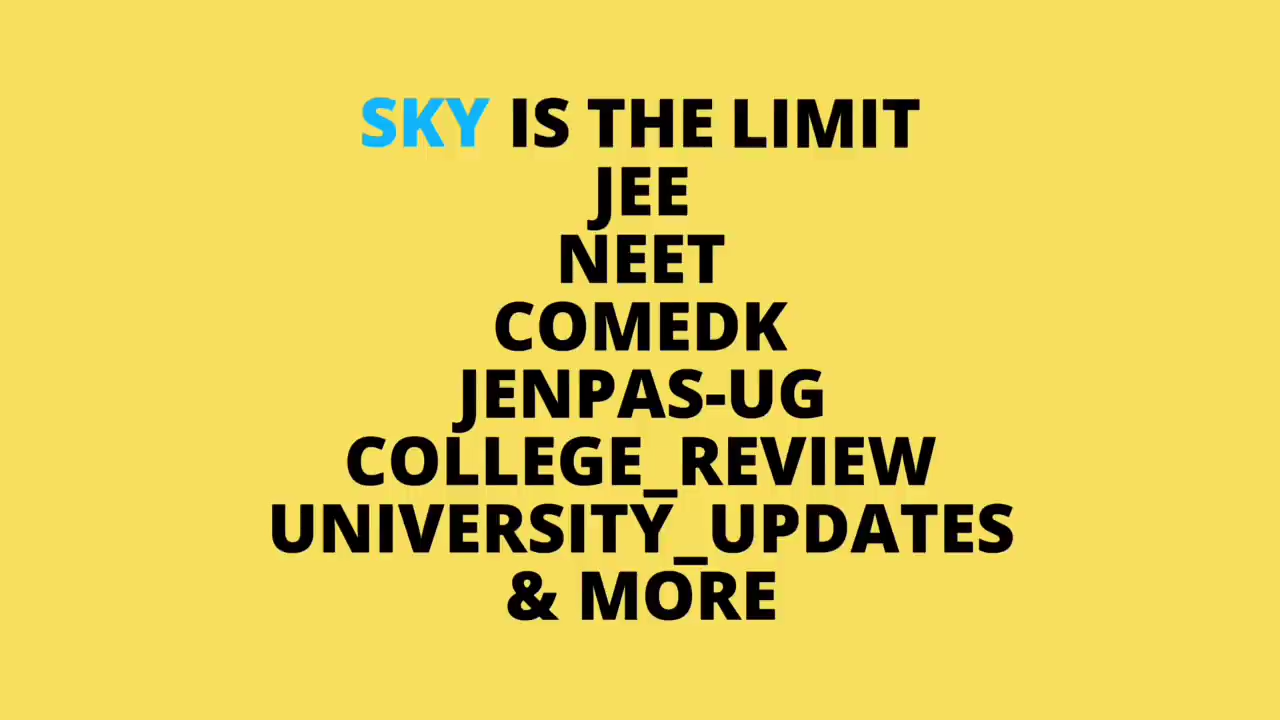 SKY IS THE LIMIT
JEE
NEET
COMEDK
JENPAS-UG
COLLEGE_REVIEW
UNIVERSITY_UPDATES
& MORE